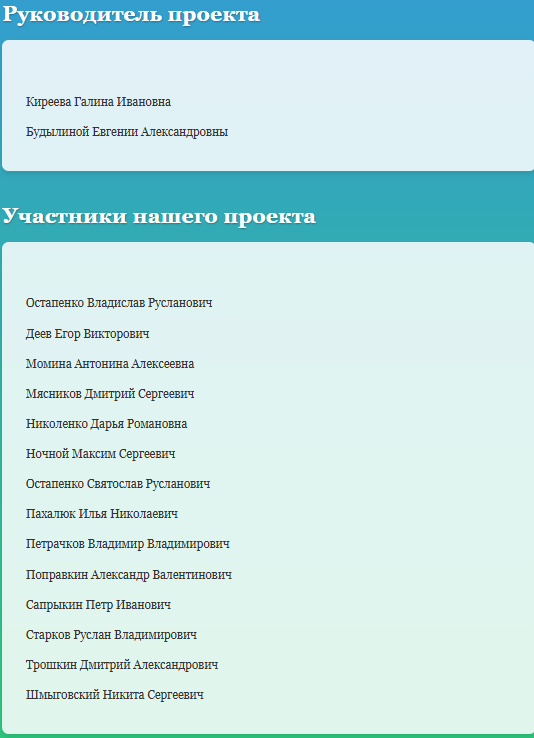 Руководитель проекта
Киреева Галина Ивановна
Будылиной Евгении Александровны
Участники нашего проекта
Остапенко Владислав Русланович
Деев Егор Викторович
Момина Антонина Алексеевна
Мясников Дмитрий Сергеевич
Николенко Дарья Романовна
Ночной Максим Сергеевич
Остапенко Святослав Русланович
Пахалюк Илья Николаевич
Петрачков Владимир Владимирович
Поправкин Александр Валентинович
Сапрыкин Петр Иванович
Старков Руслан Владимирович
Трошкин Дмитрий Александрович
Шмыговский Никита Сергеевич